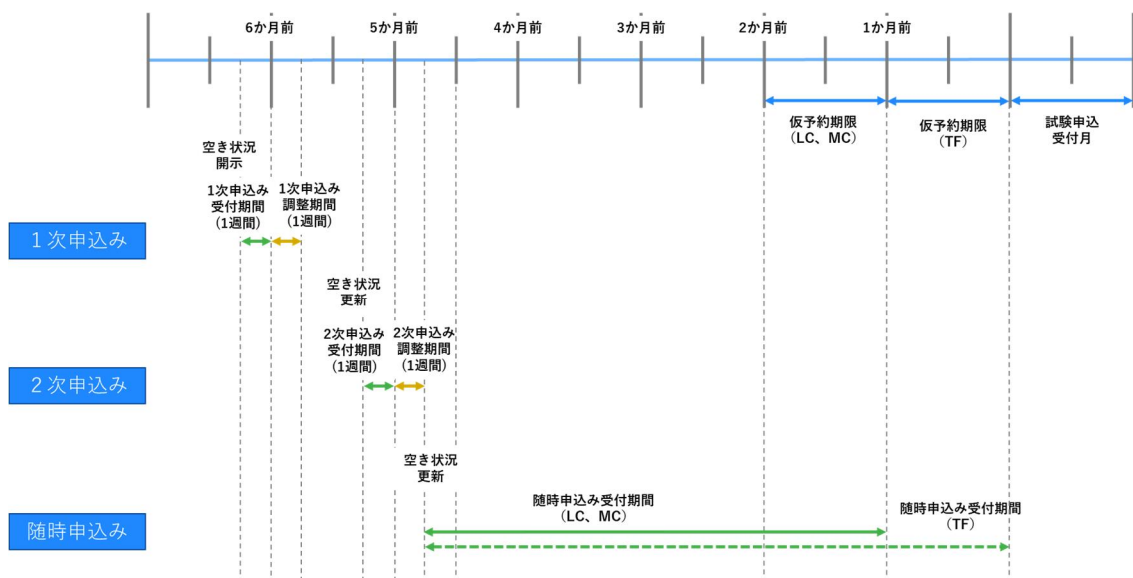 6か月前
5か月前
4か月前
3か月前
2か月前
1か月前
仮予約期限
(LC、MC)
仮予約期限
(TF)
試験申込
受付月
空き状況
開示
1次申込み
受付期間
(1週間)
1次申込み
調整期間
(1週間)
1次申込み
空き状況
更新
2次申込み
受付期間
(1週間)
2次申込み
調整期間
(1週間)
2次申込み
空き状況
更新
随時申込み
随時申込み受付期間
(LC、MC)
随時申込み受付期間
(TF)